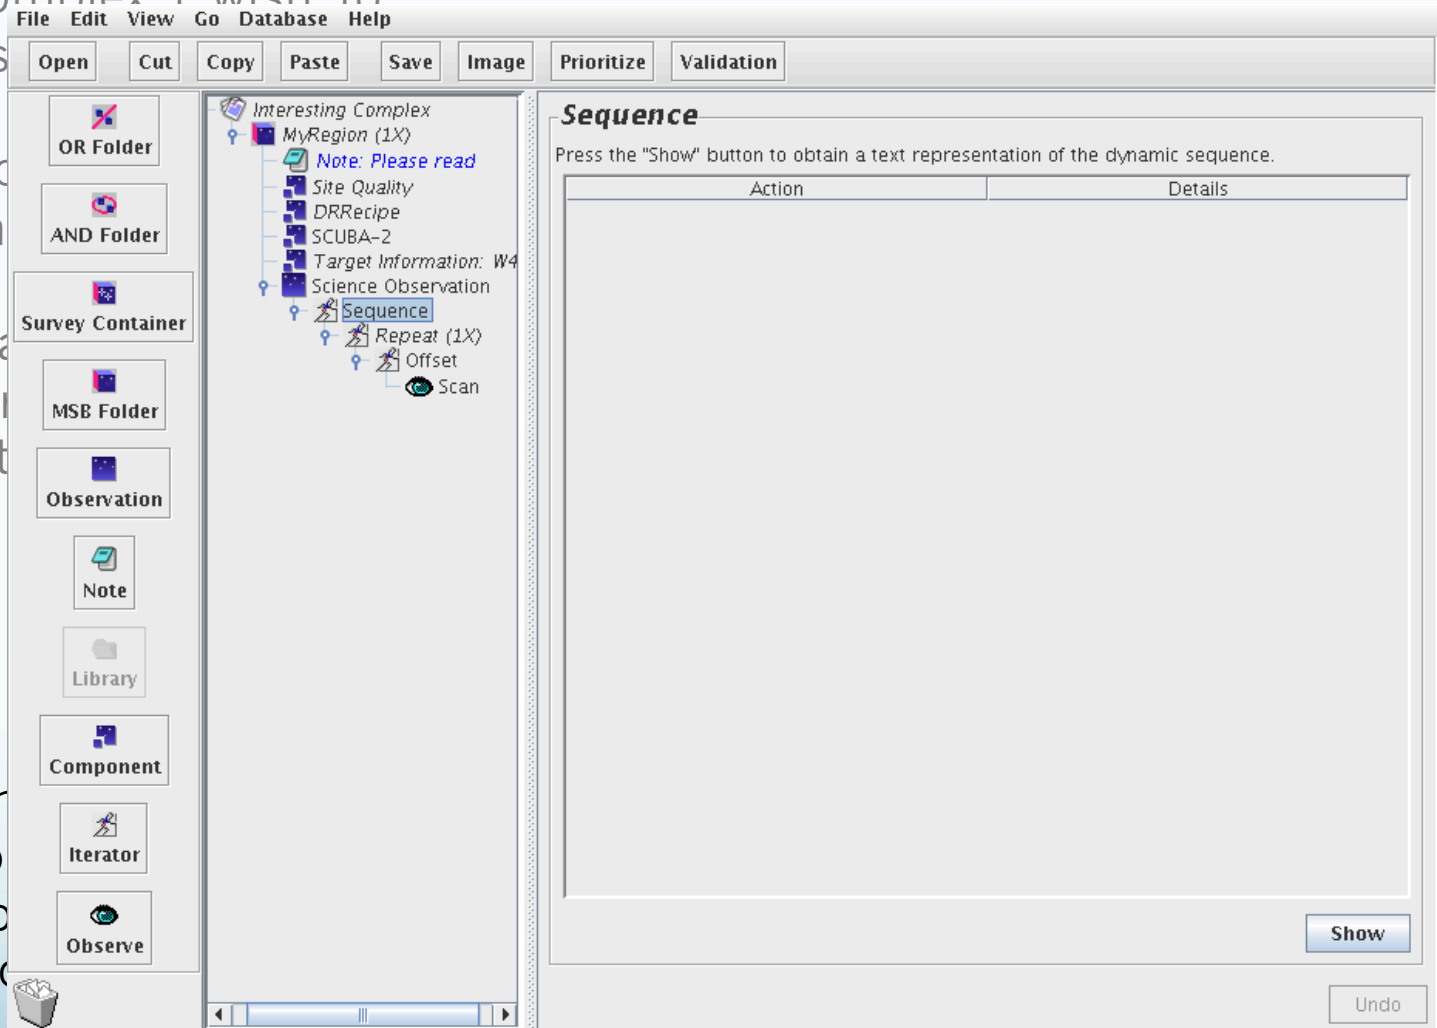 File Edit View Go Database Help
Open Cut Copy Paste Save Image Prioritize Validation
OR Folder
AND Folder
Survey Container
MSB Folder
Observation
Note
Library
Component
Iterator
Observe
Interesting Complex
MyRegion (1X)
Note: Please read
Site Quality
DRRecipe
SCUBA-2
Target Information: W4
Science Observation
Sequence
Repeat (1X)
Offset
Scan
Sequence
Press the "Show" button to obtain a text representation of the dynamic sequence.
Action Details
Show
Undo